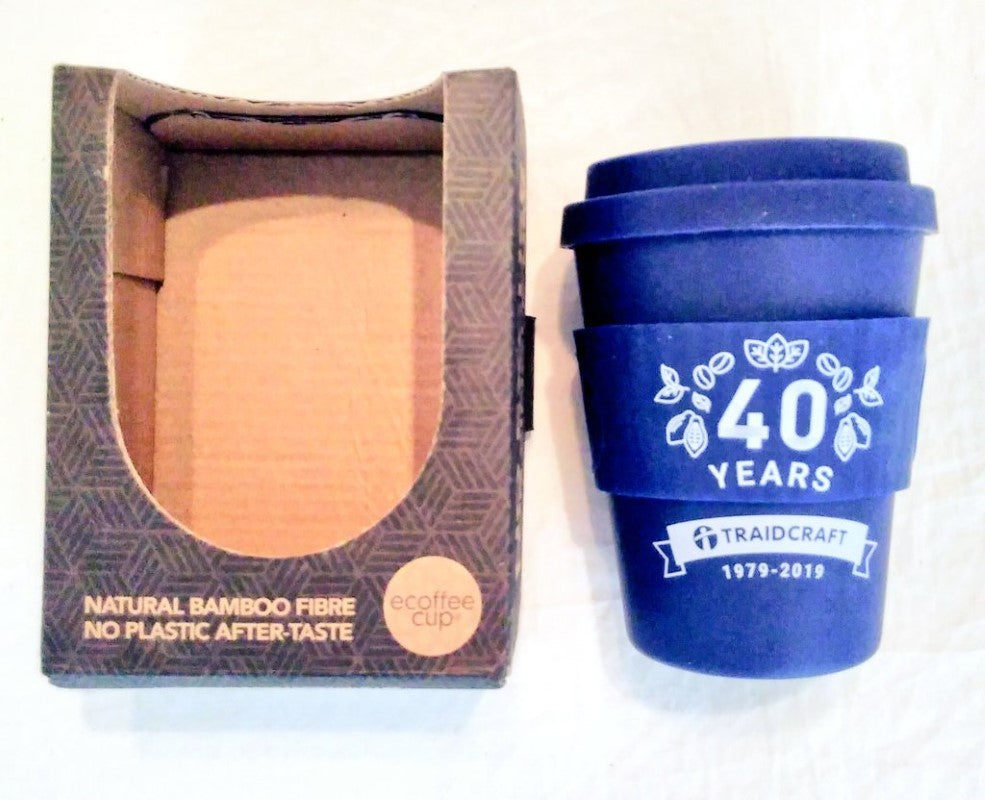 NATURAL BAMBOO FIBRE
NO PLASTIC AFTER-TASTE
ecoffee
cup®
40
YEARS
TRAIDCRAFT
1979-2019